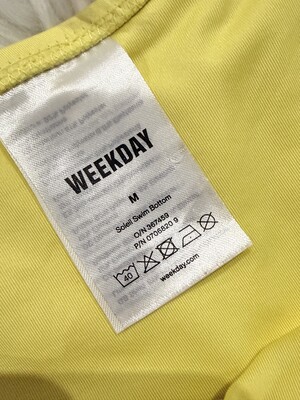 WEEKDAY
M
Soleil Swim Bottom
O/N 367459
P/N 0706820 9
40
weekday.com